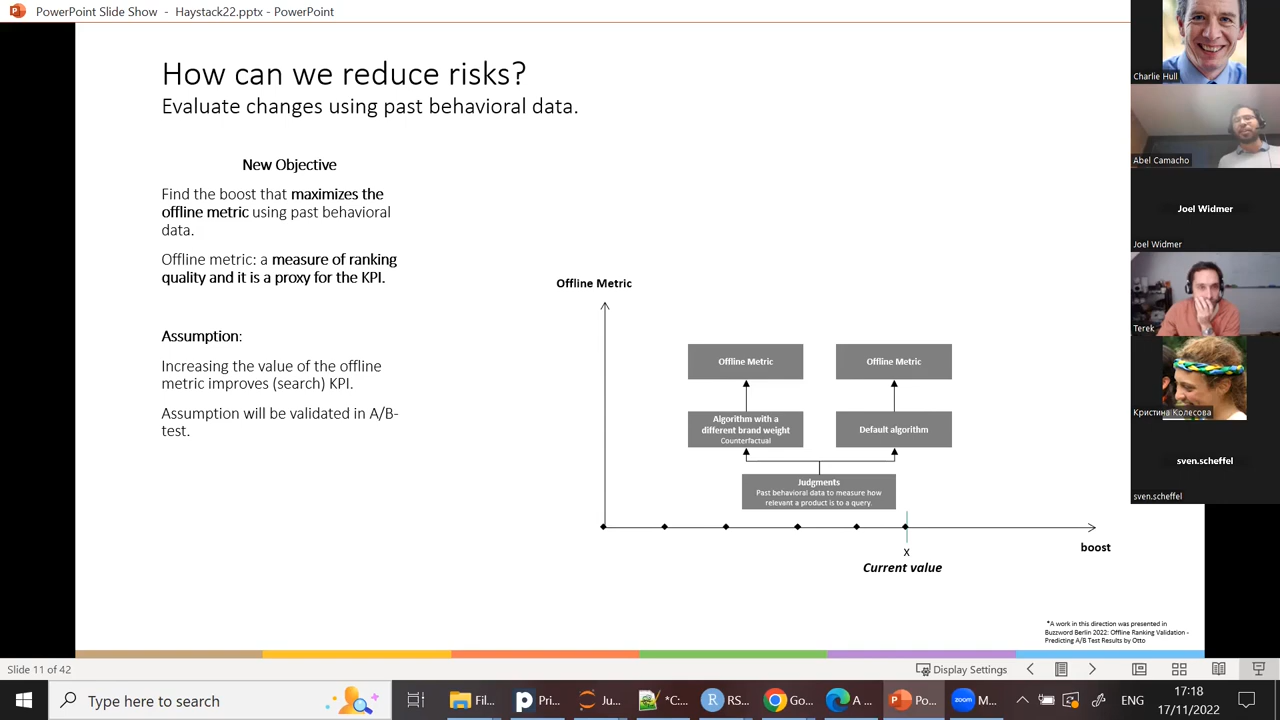 PowerPoint Slide Show - Haystack22.pptx - PowerPoint
How can we reduce risks?
Evaluate changes using past behavioral data.
New Objective
Find the boost that maximizes the
offline metric using past behavioral
data.
Offline metric: a measure of ranking
quality and it is a proxy for the KPI.
Assumption:
Increasing the value of the offline
metric improves (search) KPI.
Assumption will be validated in A/B-
test.
Offline Metric
Offline Metric
Offline Metric
Algorithm with a
different brand weight
Counterfactual
Default algorithm
Judgments
Past behavioral data to measure how
relevant a product is to a query.
boost
X
Current value
*A work in this direction was presented in
Buzzword Berlin 2022: Offline Ranking Validation -
Predicting A/B Test Results by Otto
Charlie Hull
Abel Camacho
Joel Widmer
Joel Widmer
Terek
Кристина Колесова
sven.scheffel
sven.scheffel
Slide 11 of 42
Display Settings
Type here to search
Fil...
Pri...
Ju...
*C:...
RS...
Go...
A ...
Po...
zoom
M...
ENG
17:18
17/11/2022